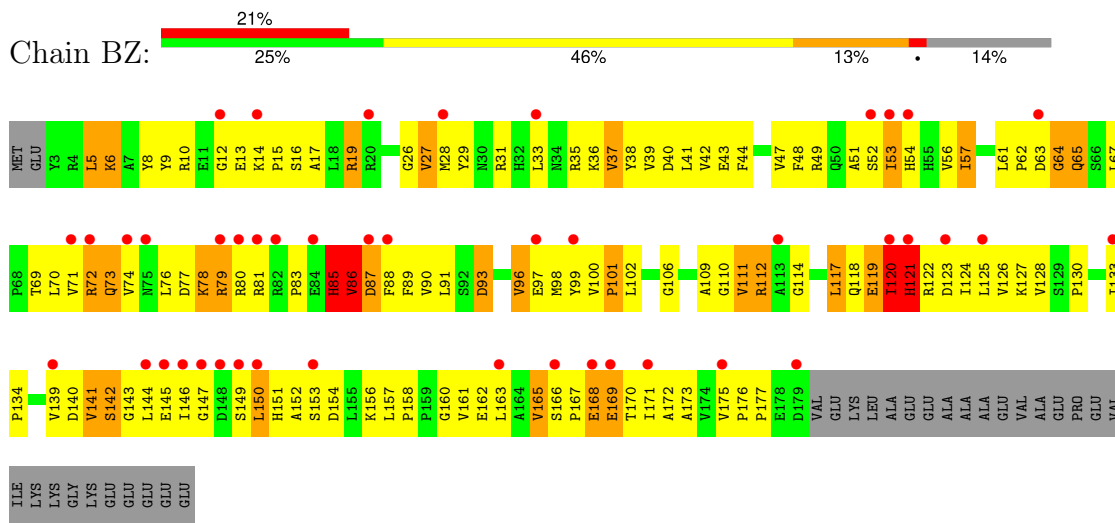 21%
Chain BZ:
25% 46% 13% • 14%
MET GLU Y3 R4 L5 K6 A7 Y8 Y9 R10 E11 G12 E13 K14 P15 S16 A17 L18 R19 R20 G26 V27 M28 Y29 N30 R31 H32 L33 N34 R35 K36 V37 Y38 V39 D40 L41 V42 E43 F44 V47 F48 R49 Q50 A51 S52 I53 H54 H55 V56 I57 L61 P62 D63 G64 Q65 S66 L67
P68 T69 L70 V71 R72 Q73 V74 N75 L76 D77 K78 R79 R80 R81 R82 P83 E84 H85 V86 D87 F88 F89 V90 L91 S92 D93 V96 E97 M98 Y99 V100 P101 L102 G106 A109 G110 V111 R112 A113 G114 L117 Q118 E119 I120 H121 R122 D123 I124 L125 V126 K127 V128 S129 P130 I133
P134 V139 D140 V141 S142 G143 L144 E145 I146 G147 D148 S149 L150 H151 A152 S153 D154 L155 K156 L157 P158 P159 G160 V161 E162 L163 A164 V165 S166 P167 E168 E169 T170 I171 A172 A173 V174 V175 P176 P177 E178 D179 VAL GLU LYS LEU ALA GLU GLU ALA ALA ALA GLU VAL ALA GLU PRO GLU VAL
ILE LYS LYS GLY LYS GLU GLU GLU GLU GLU